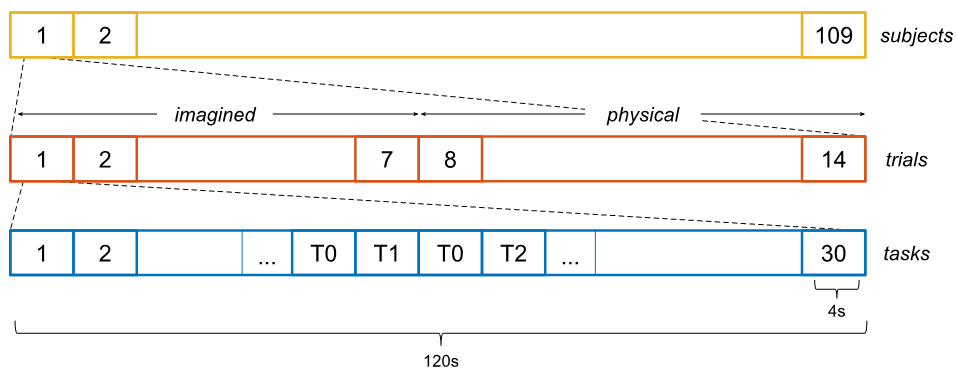 1 2 109 subjects
imagined physical
1 2 7 8 14 trials
1 2 ... T0 T1 T0 T2 ... 30 tasks
4s
120s